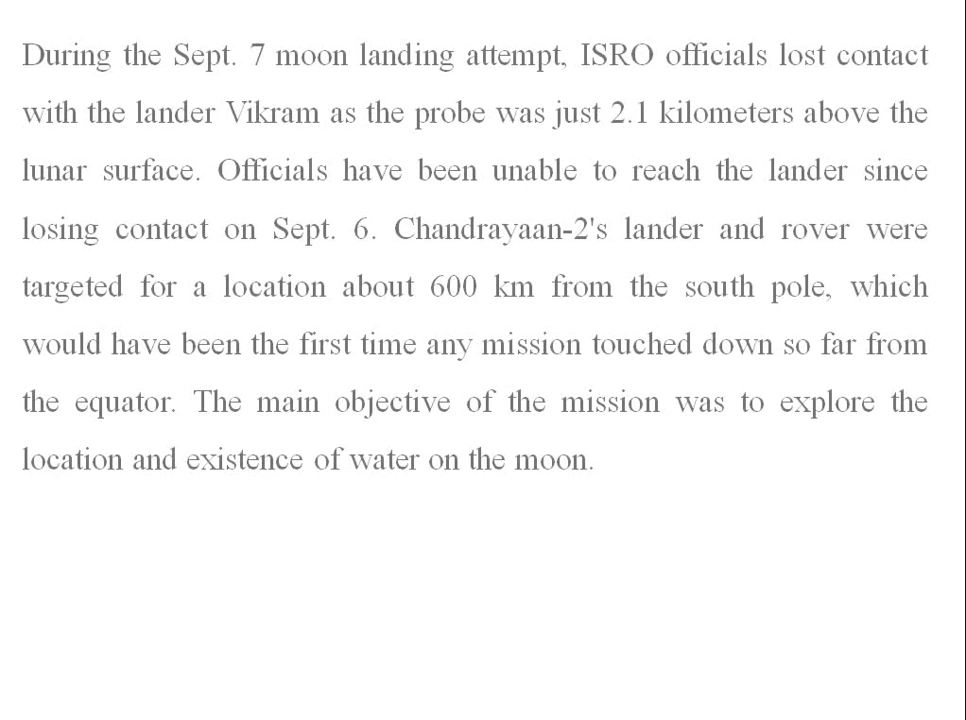 During the Sept. 7 moon landing attempt, ISRO officials lost contact
with the lander Vikram as the probe was just 2.1 kilometers above the
lunar surface. Officials have been unable to reach the lander since
losing contact on Sept. 6. Chandrayaan-2's lander and rover were
targeted for a location about 600 km from the south pole, which
would have been the first time any mission touched down so far from
the equator. The main objective of the mission was to explore the
location and existence of water on the moon.